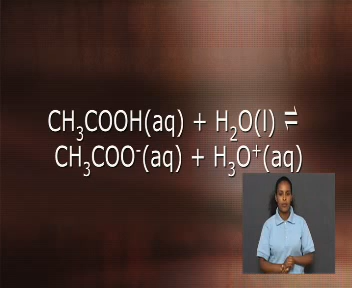 CH₃COOH(aq) + H₂O(l) ⇌
CH₃COO⁻(aq) + H₃O⁺(aq)